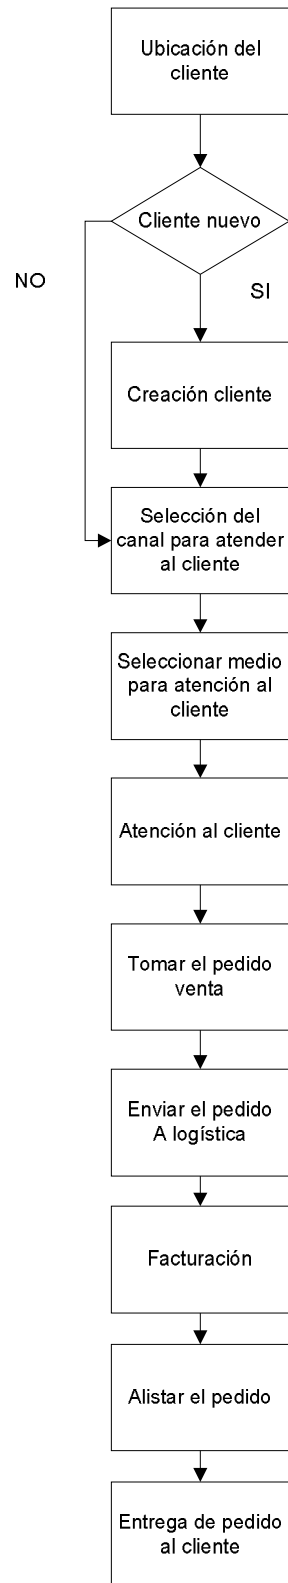 Ubicación del
cliente
Cliente nuevo
NO
SI
Creación cliente
Selección del
canal para atender
al cliente
Seleccionar medio
para atención al
cliente
Atención al cliente
Tomar el pedido
venta
Enviar el pedido
A logística
Facturación
Alistar el pedido
Entrega de pedido
al cliente